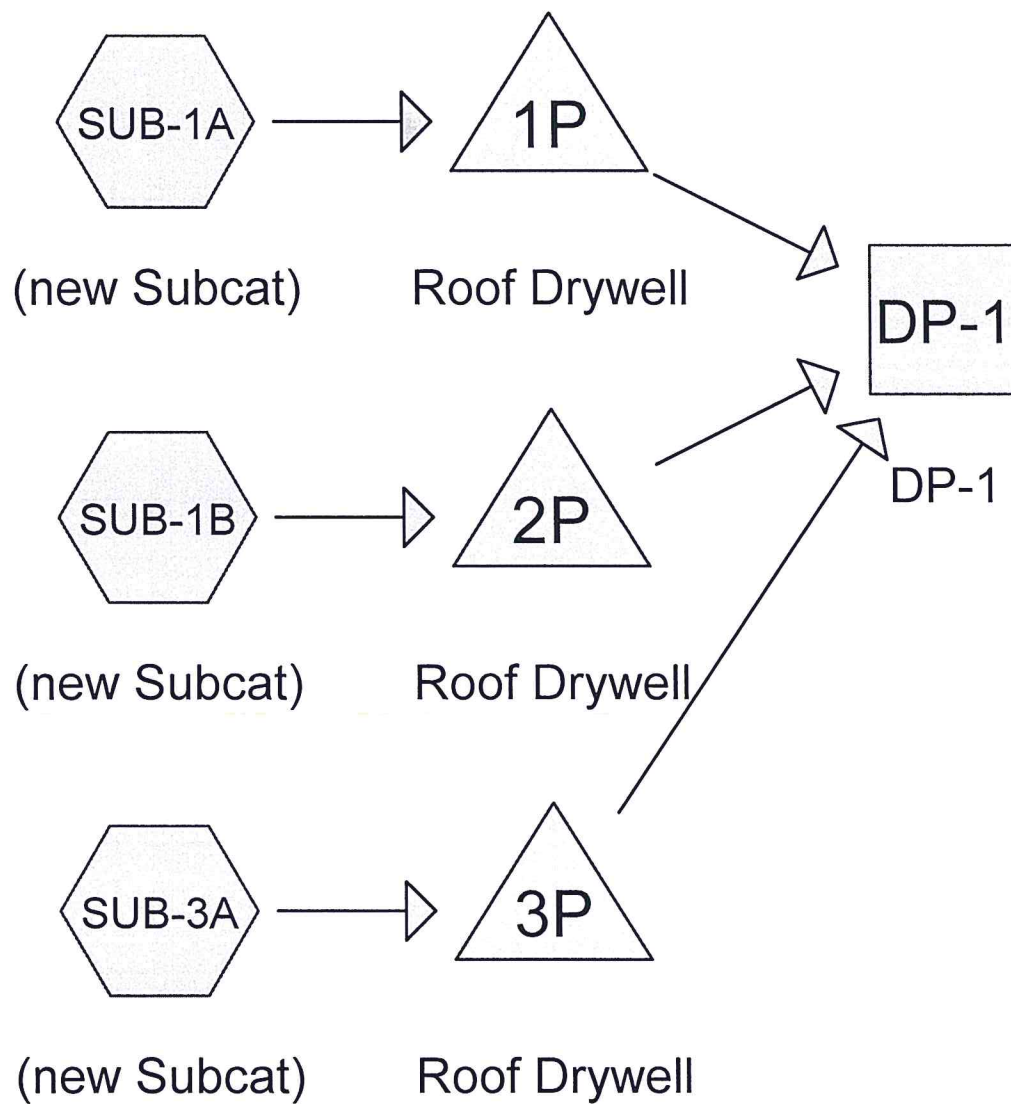 SUB-1A
1P
(new Subcat)
Roof Drywell
DP-1
DP-1
SUB-1B
2P
(new Subcat)
Roof Drywell
SUB-3A
3P
(new Subcat)
Roof Drywell